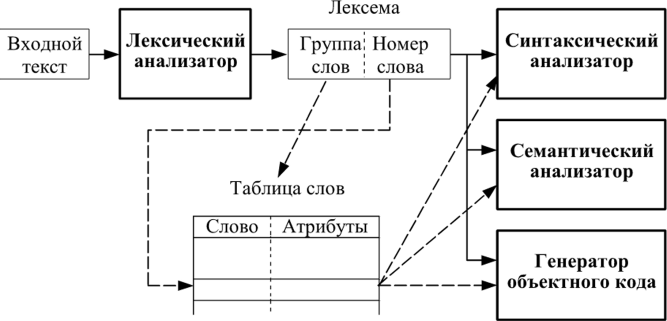 Лексема
Входной
текст
Лексический
анализатор
Группа Номер
слов слова
Синтаксический
анализатор
Семантический
анализатор
Таблица слов
Слово Атрибуты
Генератор
объектного кода